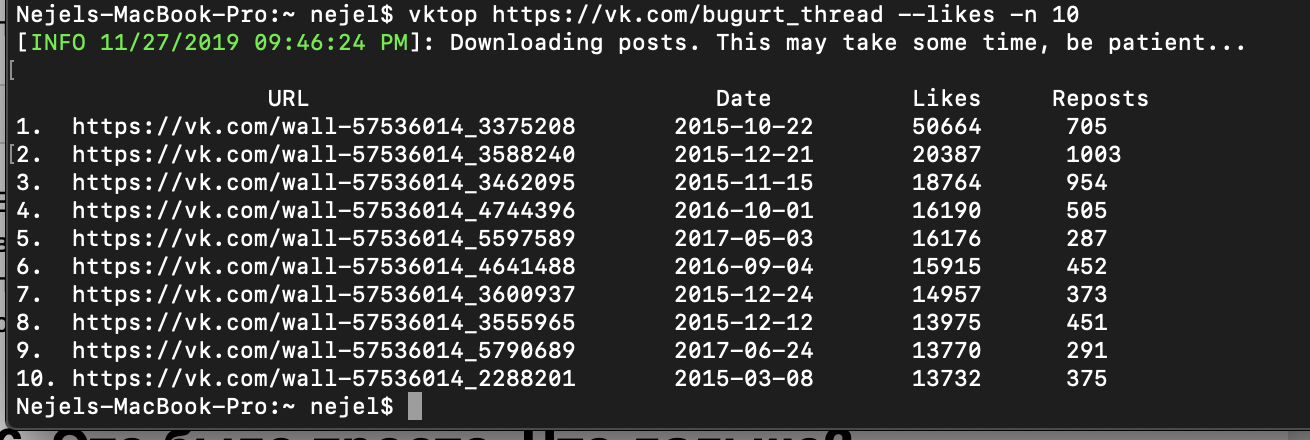 Nejels-MacBook-Pro:~ nejel$ vktop https://vk.com/bugurt_thread --likes -n 10
[INFO 11/27/2019 09:46:24 PM]: Downloading posts. This may take some time, be patient...
URL Date Likes Reposts
1. https://vk.com/wall-57536014_3375208 2015-10-22 50664 705
2. https://vk.com/wall-57536014_3588240 2015-12-21 20387 1003
3. https://vk.com/wall-57536014_3462095 2015-11-15 18764 954
4. https://vk.com/wall-57536014_4744396 2016-10-01 16190 505
5. https://vk.com/wall-57536014_5597589 2017-05-03 16176 287
6. https://vk.com/wall-57536014_4641488 2016-09-04 15915 452
7. https://vk.com/wall-57536014_3600937 2015-12-24 14957 373
8. https://vk.com/wall-57536014_3555965 2015-12-12 13975 451
9. https://vk.com/wall-57536014_5790689 2017-06-24 13770 291
10. https://vk.com/wall-57536014_2288201 2015-03-08 13732 375
Nejels-MacBook-Pro:~ nejel$